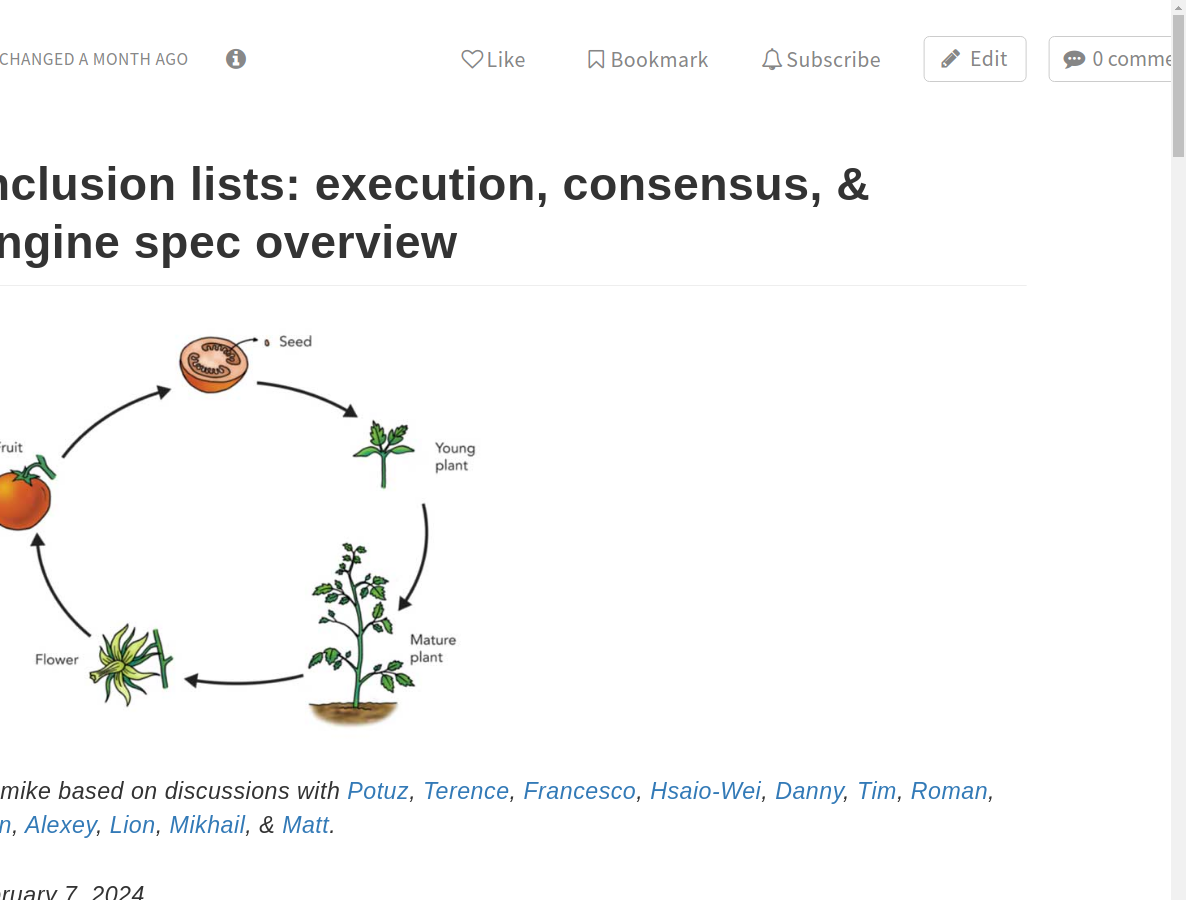 CHANGED A MONTH AGO Like Bookmark Subscribe Edit 0 comme
nclusion lists: execution, consensus, &
ngine spec overview
Seed
Fruit
Young
plant
Mature
plant
Flower
mike based on discussions with Potuz, Terence, Francesco, Hsaio-Wei, Danny, Tim, Roman,
n, Alexey, Lion, Mikhail, & Matt.
ruary 7, 2024